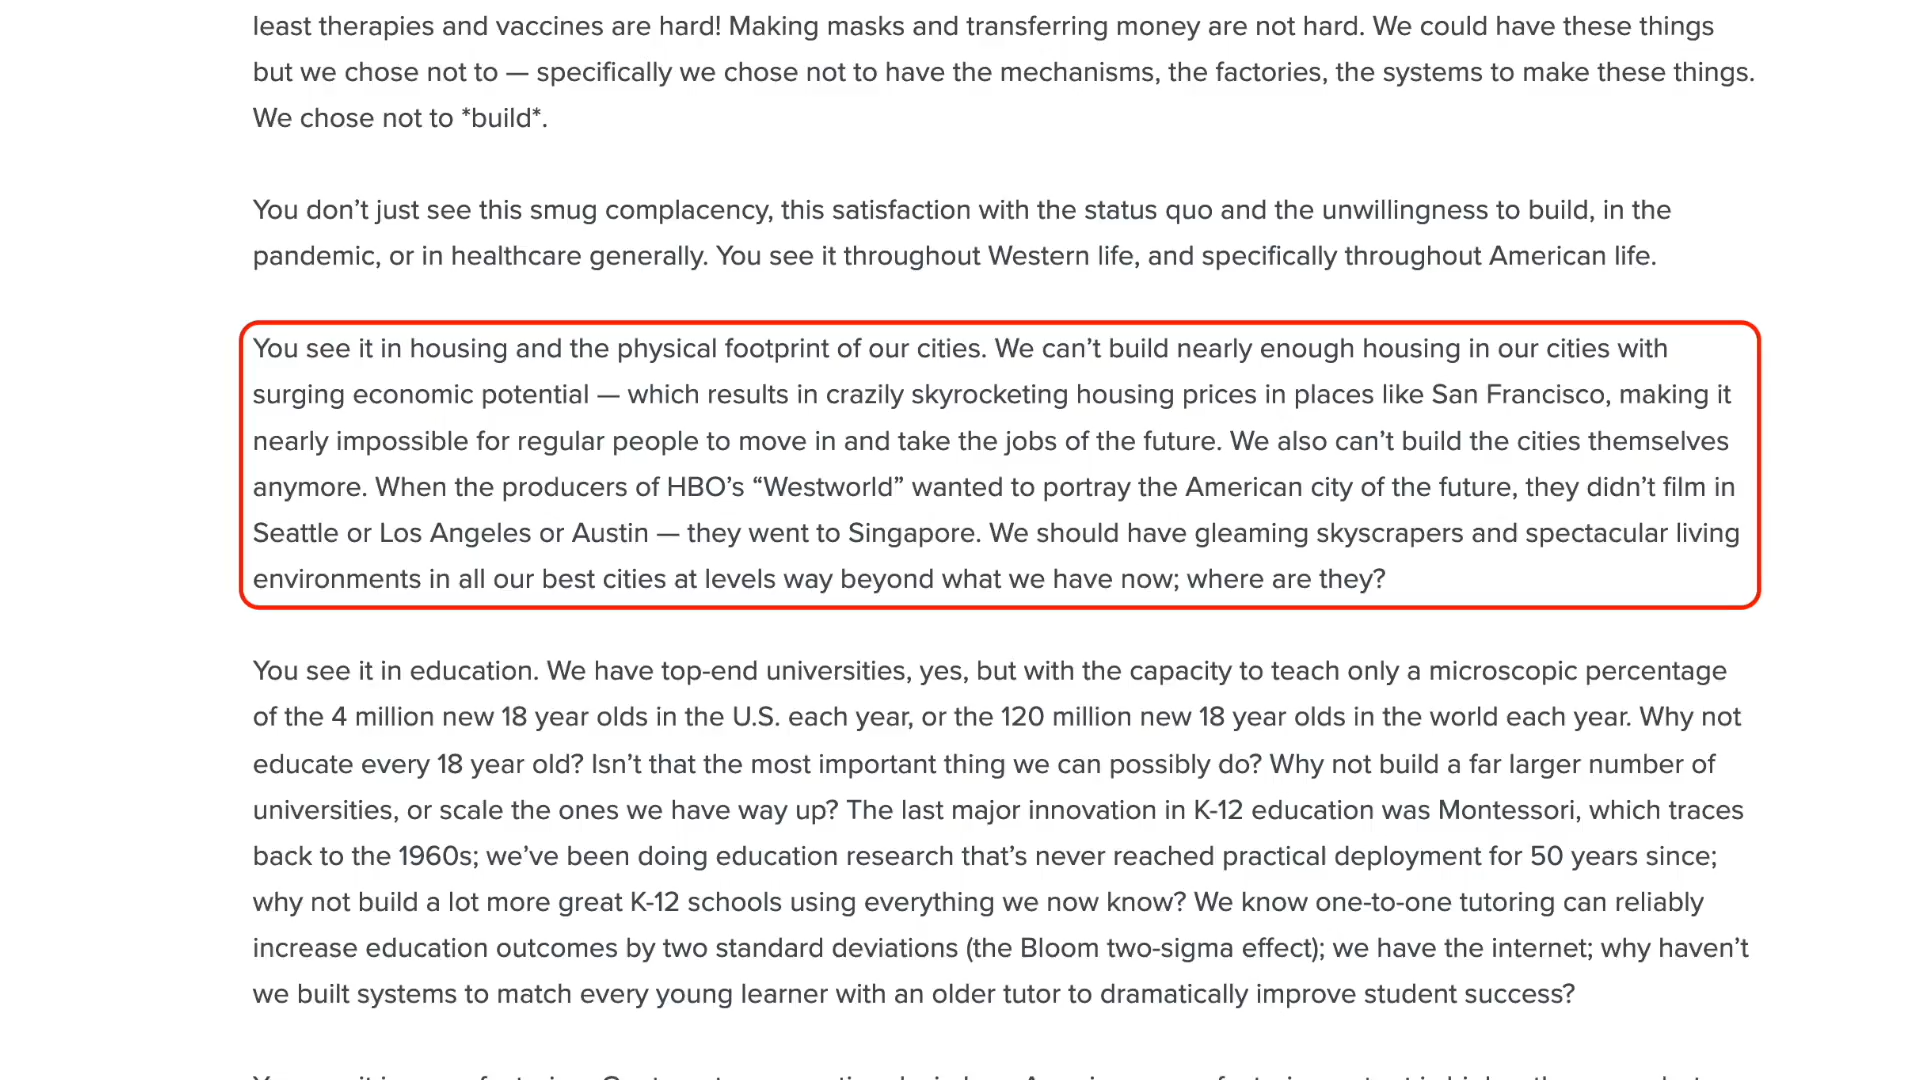 least therapies and vaccines are hard! Making masks and transferring money are not hard. We could have these things
but we chose not to — specifically we chose not to have the mechanisms, the factories, the systems to make these things.
We chose not to *build*.
You don’t just see this smug complacency, this satisfaction with the status quo and the unwillingness to build, in the
pandemic, or in healthcare generally. You see it throughout Western life, and specifically throughout American life.
You see it in housing and the physical footprint of our cities. We can’t build nearly enough housing in our cities with
surging economic potential — which results in crazily skyrocketing housing prices in places like San Francisco, making it
nearly impossible for regular people to move in and take the jobs of the future. We also can’t build the cities themselves
anymore. When the producers of HBO’s “Westworld” wanted to portray the American city of the future, they didn’t film in
Seattle or Los Angeles or Austin — they went to Singapore. We should have gleaming skyscrapers and spectacular living
environments in all our best cities at levels way beyond what we have now; where are they?
You see it in education. We have top-end universities, yes, but with the capacity to teach only a microscopic percentage
of the 4 million new 18 year olds in the U.S. each year, or the 120 million new 18 year olds in the world each year. Why not
educate every 18 year old? Isn’t that the most important thing we can possibly do? Why not build a far larger number of
universities, or scale the ones we have way up? The last major innovation in K-12 education was Montessori, which traces
back to the 1960s; we’ve been doing education research that’s never reached practical deployment for 50 years since;
why not build a lot more great K-12 schools using everything we now know? We know one-to-one tutoring can reliably
increase education outcomes by two standard deviations (the Bloom two-sigma effect); we have the internet; why haven’t
we built systems to match every young learner with an older tutor to dramatically improve student success?